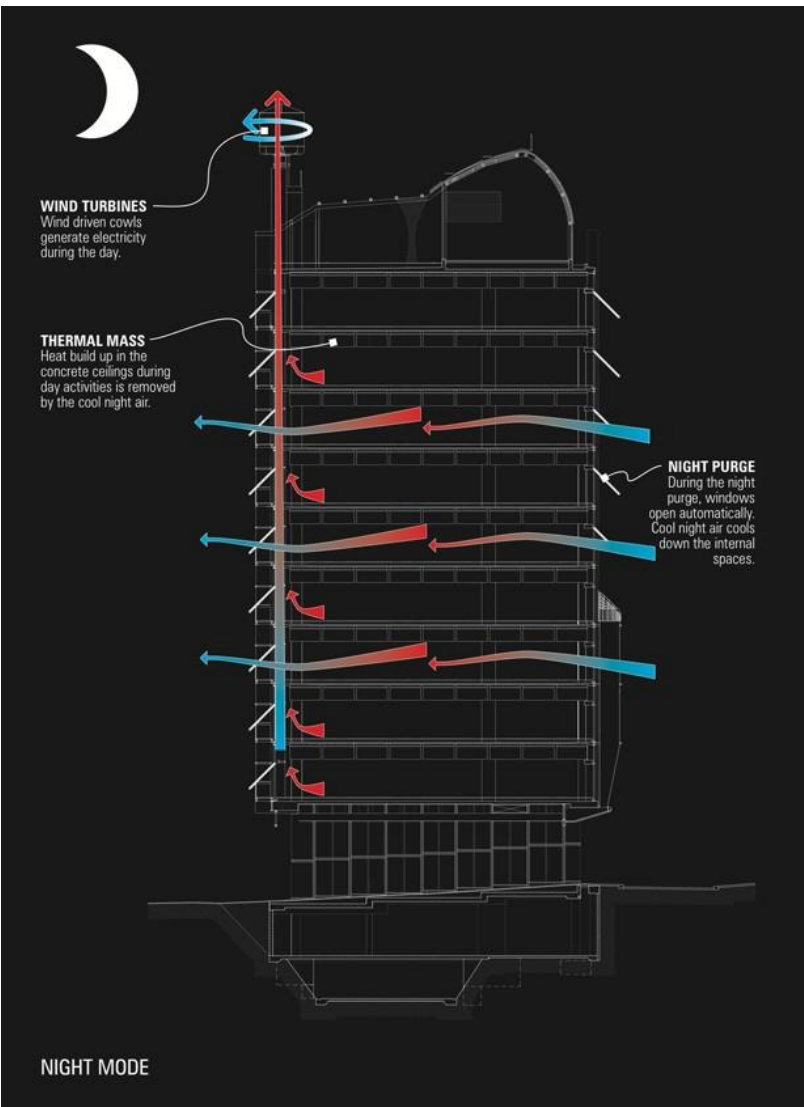 WIND TURBINES
Wind driven cowls
generate electricity
during the day.
THERMAL MASS
Heat build up in the
concrete ceilings during
day activities is removed
by the cool night air.
NIGHT PURGE
During the night
purge, windows
open automatically.
Cool night air cools
down the internal
spaces.
NIGHT MODE